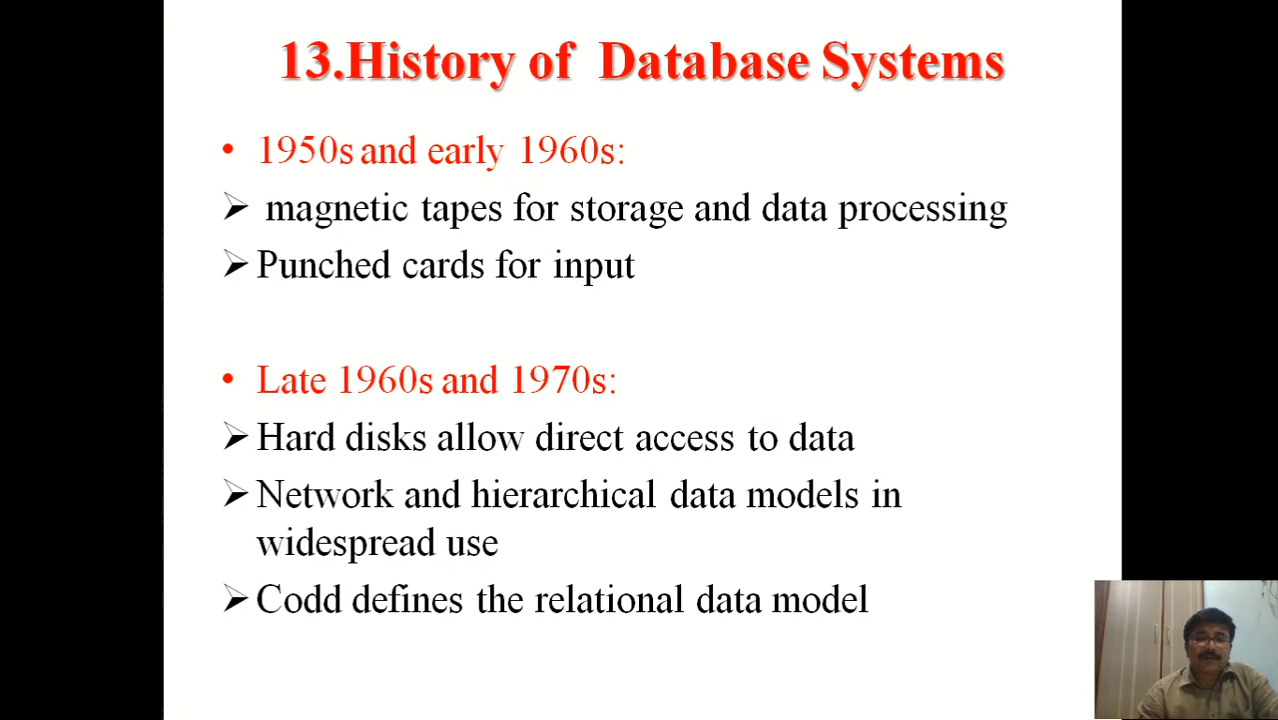 13.History of Database Systems
• 1950s and early 1960s:
➢ magnetic tapes for storage and data processing
➢ Punched cards for input
• Late 1960s and 1970s:
➢ Hard disks allow direct access to data
➢ Network and hierarchical data models in
widespread use
➢ Codd defines the relational data model